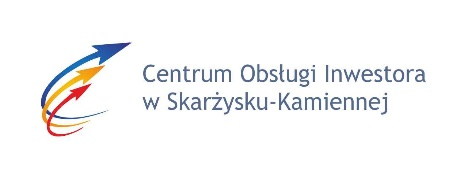 Centrum Obsługi Inwestora
w Skarżysku-Kamiennej